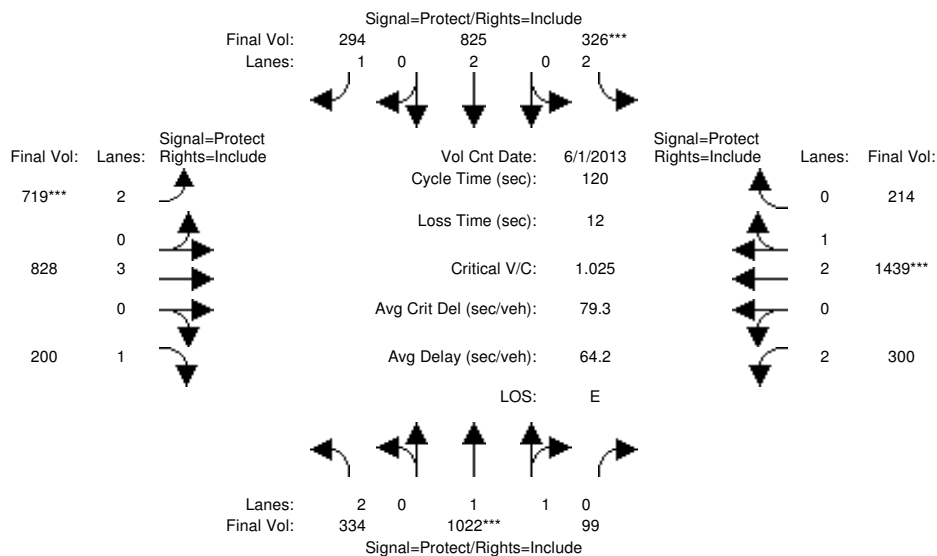 Signal=Protect/Rights=Include
Final Vol: 294 825 326***
Lanes: 1 0 2 0 2
Signal=Protect Signal=Protect
Final Vol: Lanes: Rights=Include Vol Cnt Date: 6/1/2013 Rights=Include Lanes: Final Vol:
Cycle Time (sec): 120
719*** 2 0 214
Loss Time (sec): 12
0 1
828 3 Critical V/C: 1.025 2 1439***
0 Avg Crit Del (sec/veh): 79.3 0
200 1 Avg Delay (sec/veh): 64.2 2 300
LOS: E
Lanes: 2 0 1 1 0
Final Vol: 334 1022*** 99
Signal=Protect/Rights=Include